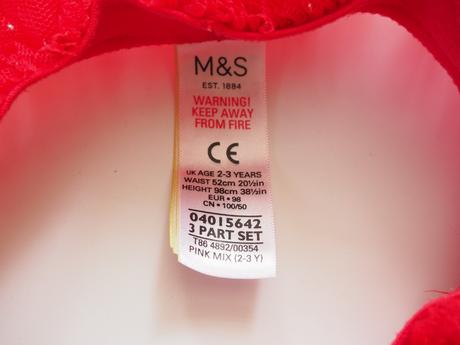 M&S
EST. 1884
WARNING!
KEEP AWAY
FROM FIRE
CE
UK AGE 2-3 YEARS
WAIST 52cm 20½in
HEIGHT 98cm 38½in
EUR • 98
CN • 100/50
04015642
3 PART SET
T86 4892/00354
PINK MIX (2-3 Y)